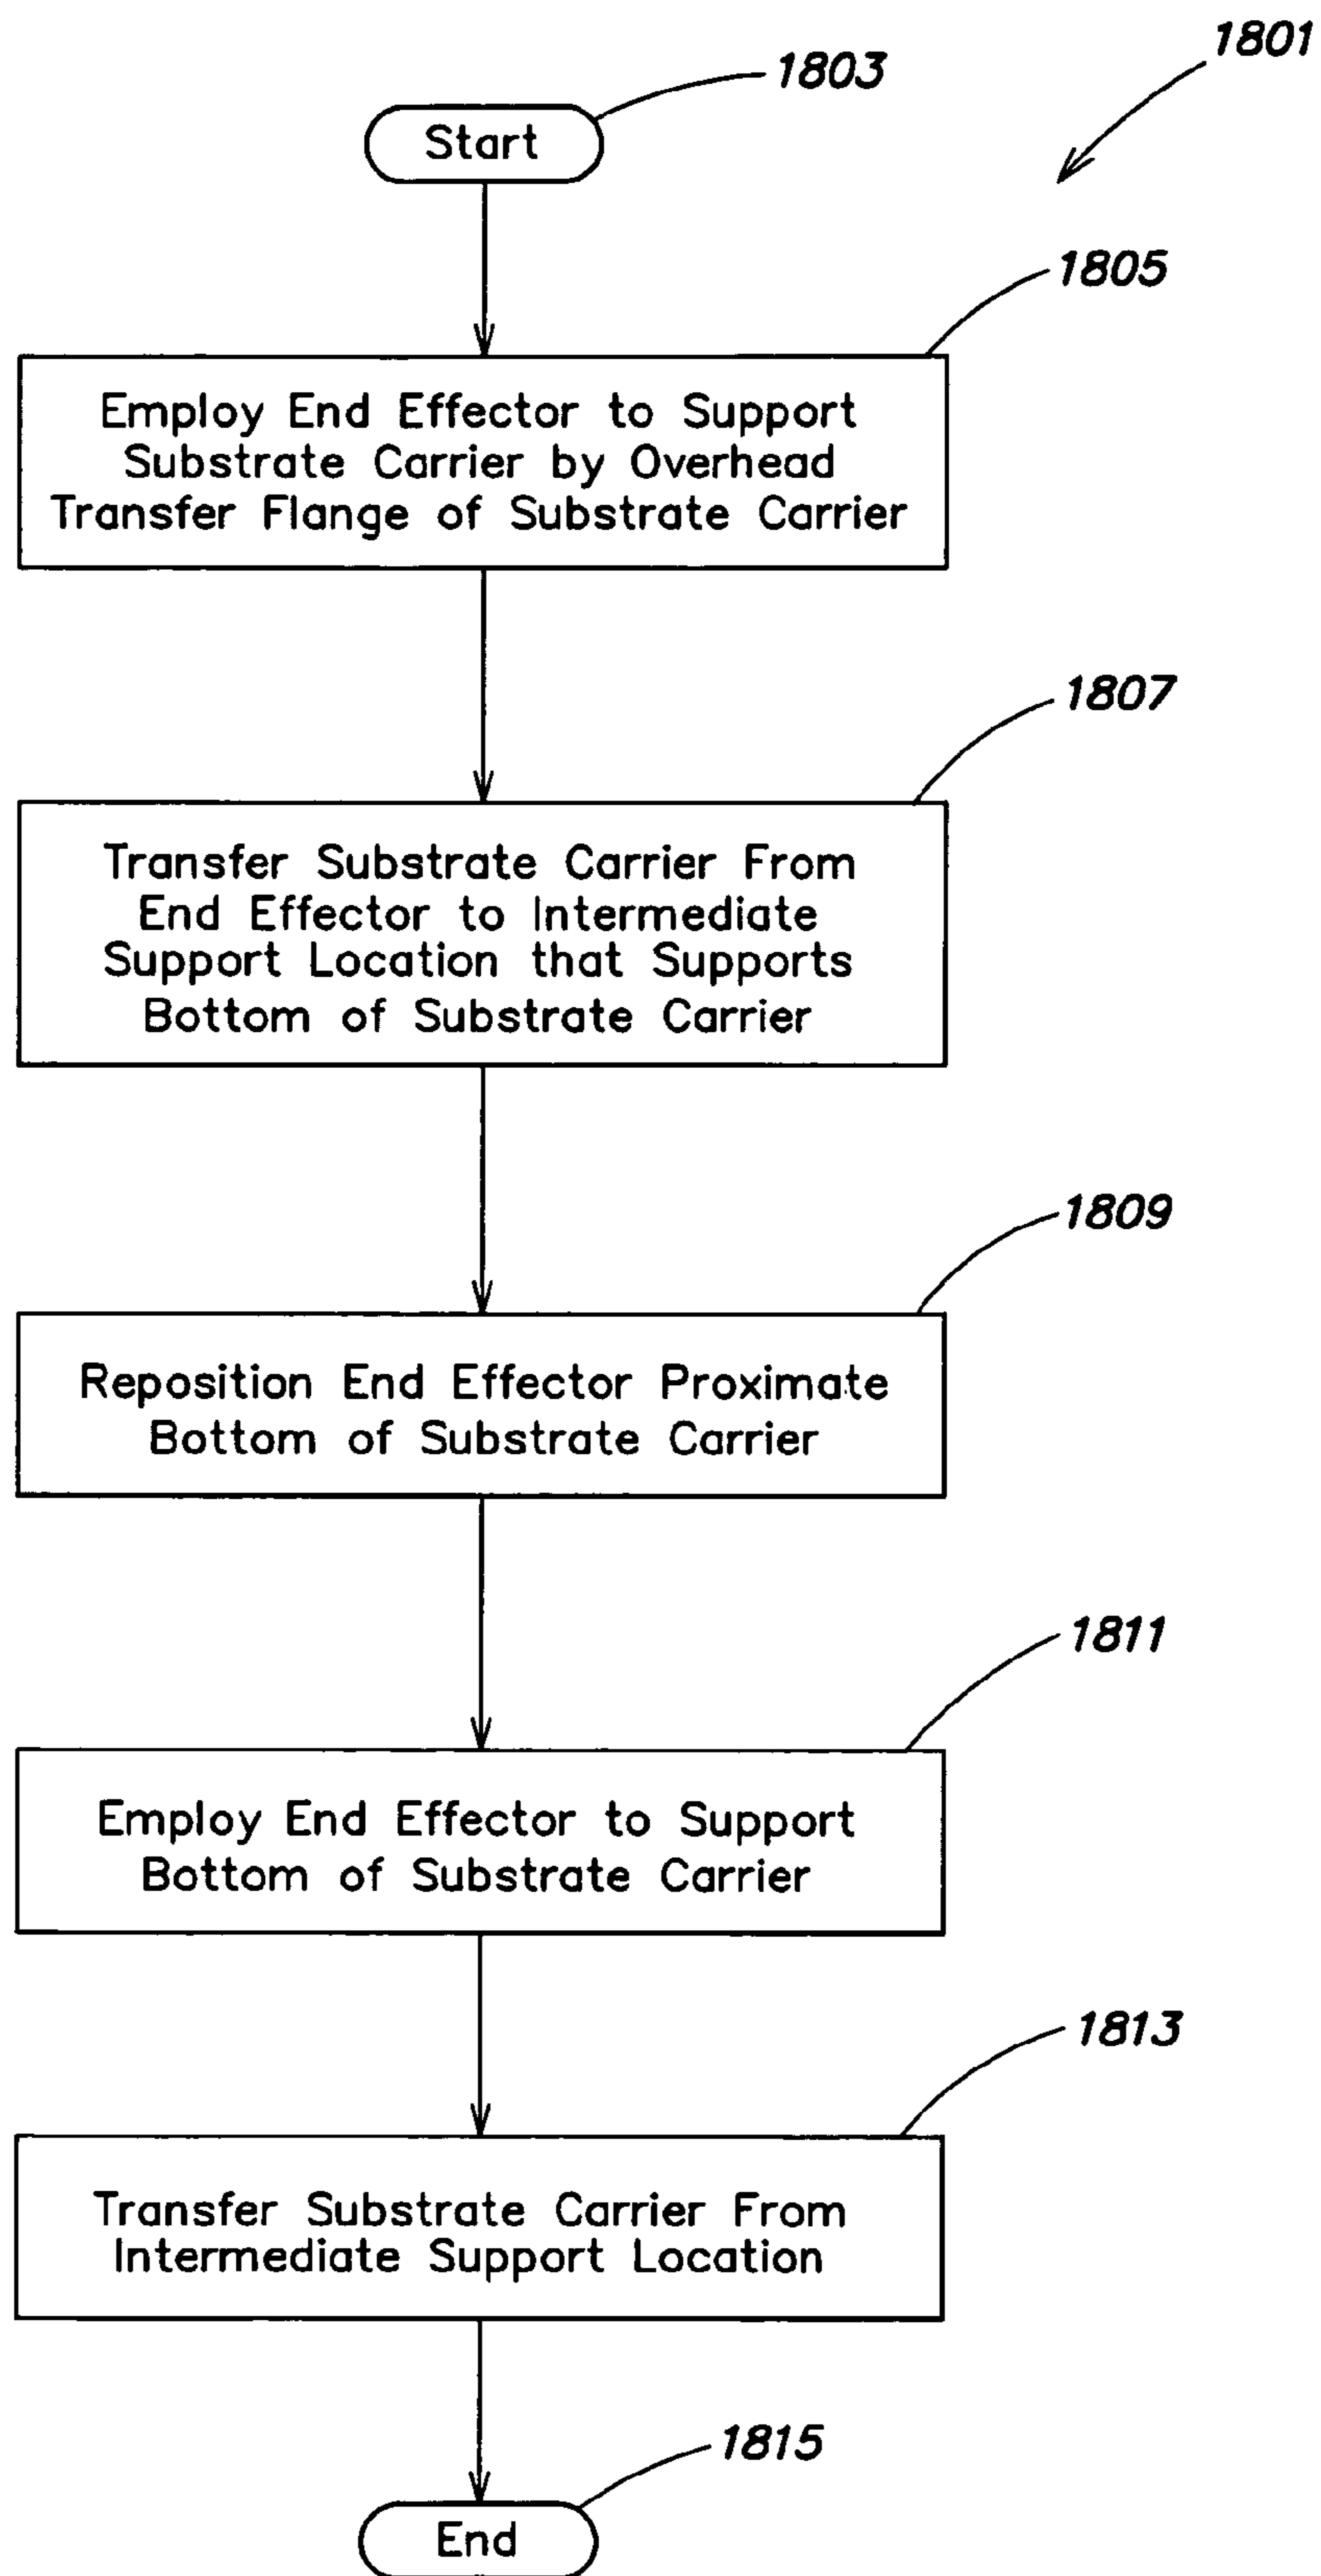 1801
1803
Start
1805
Employ End Effector to Support
Substrate Carrier by Overhead
Transfer Flange of Substrate Carrier
1807
Transfer Substrate Carrier From
End Effector to Intermediate
Support Location that Supports
Bottom of Substrate Carrier
1809
Reposition End Effector Proximate
Bottom of Substrate Carrier
1811
Employ End Effector to Support
Bottom of Substrate Carrier
1813
Transfer Substrate Carrier From
Intermediate Support Location
1815
End